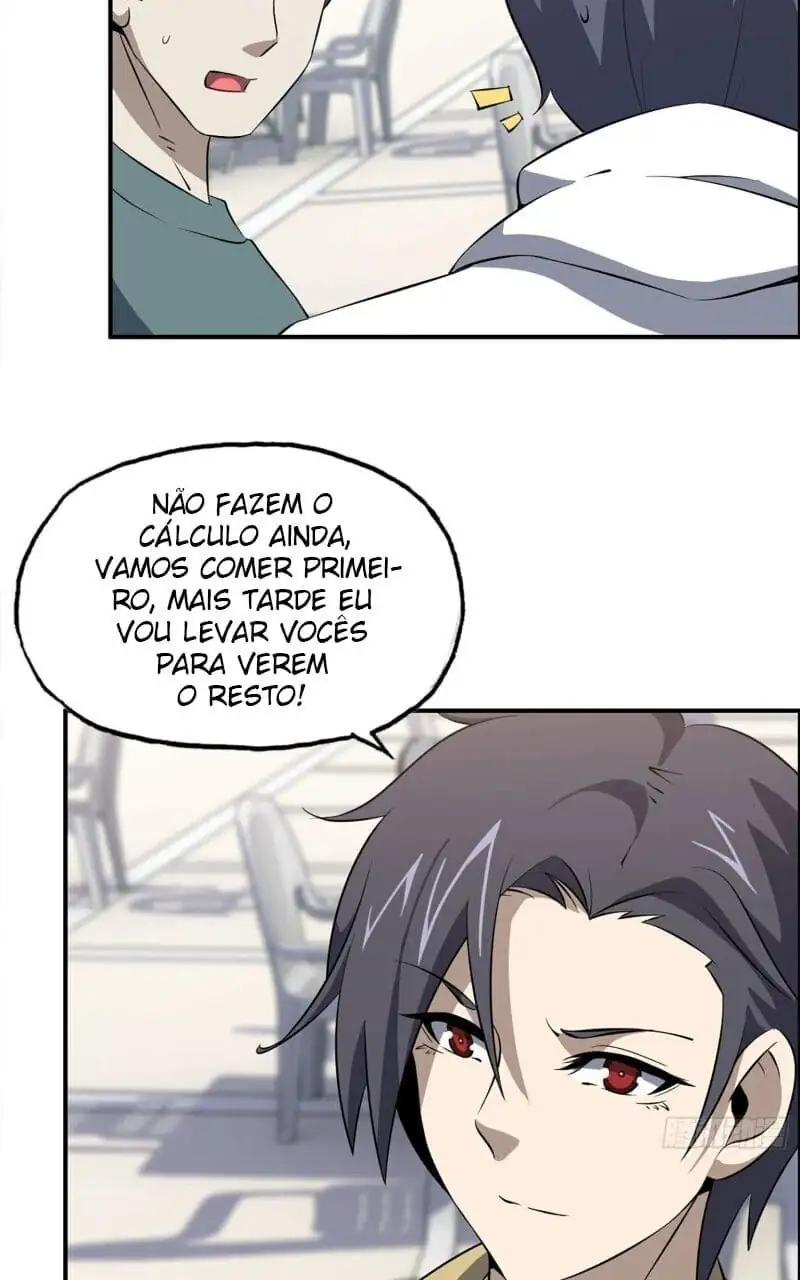 NÃO FAZEM O
CÁLCULO AINDA,
VAMOS COMER PRIMEI-
RO, MAIS TARDE EU
VOU LEVAR VOCÊS
PARA VEREM
O RESTO!